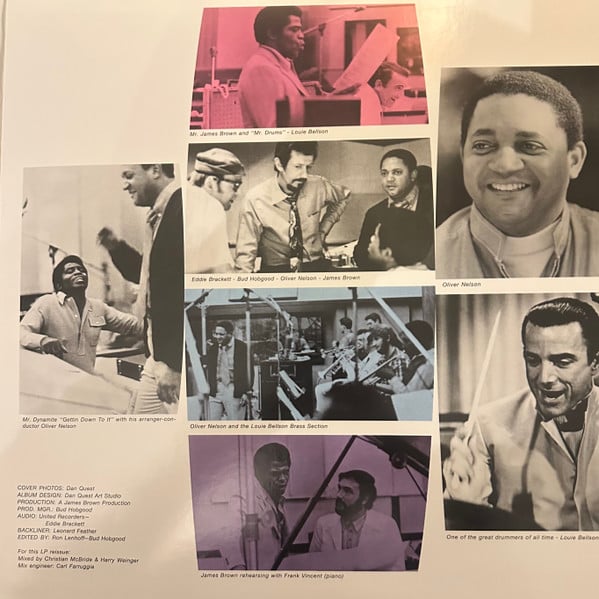 Mr. James Brown and "Mr. Drums" - Louie Bellson
Eddie Brackett - Bud Hobgood - Oliver Nelson - James Brown
Oliver Nelson
Mr. Dynamite "Gettin Down To It" with his arranger-con-
ductor Oliver Nelson
Oliver Nelson and the Louie Bellson Brass Section
COVER PHOTOS: Dan Quest
ALBUM DESIGN: Dan Quest Art Studio
PRODUCTION: A James Brown Production
PROD. MGR.: Bud Hobgood
AUDIO: United Recorders—
Eddie Brackett
BACKLINER: Leonard Feather
EDITED BY: Ron Lenhoff-Bud Hobgood
For this LP reissue:
Mixed by Christian McBride & Harry Weinger
Mix engineer: Carl Farruggia
James Brown rehearsing with Frank Vincent (piano)
One of the great drummers of all time - Louie Bellson